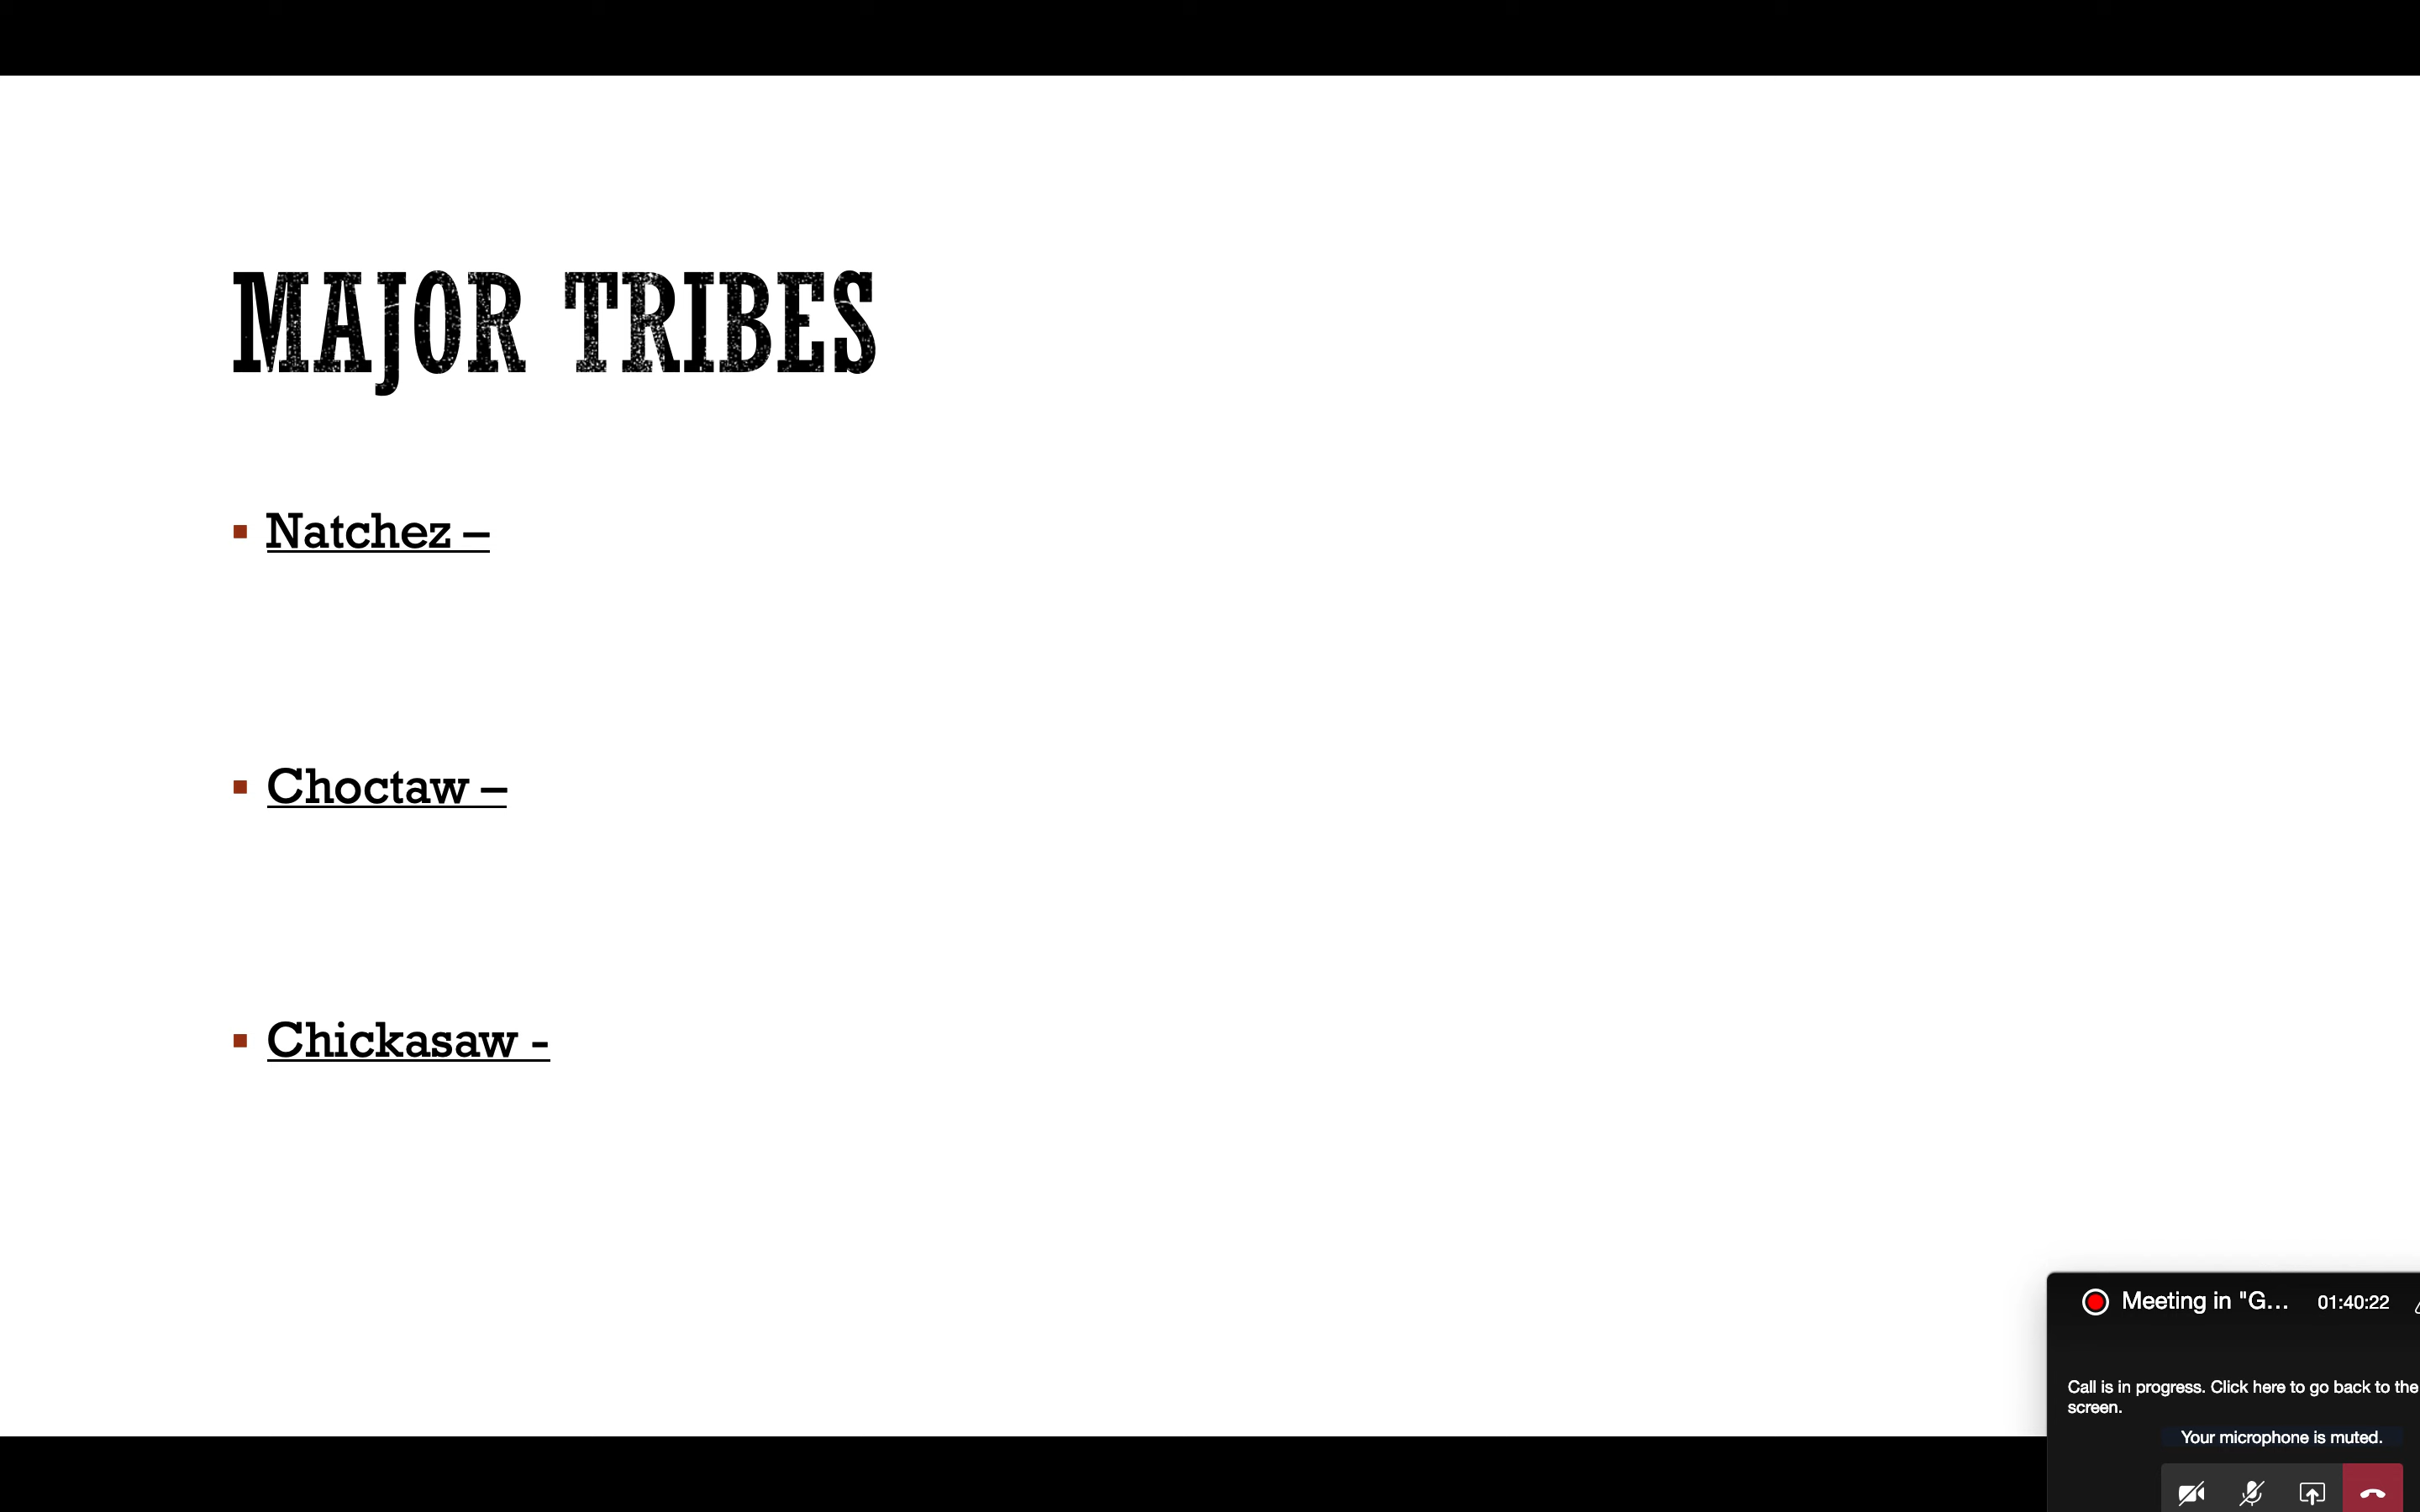 MAJOR TRIBES
Natchez –
Choctaw –
Chickasaw -
Meeting in "G... 01:40:22
Call is in progress. Click here to go back to the
screen.
Your microphone is muted.